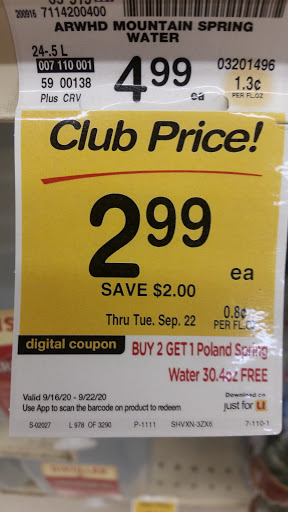 200916 7114200400
ARWHD MOUNTAIN SPRING
WATER
24-.5 L
007 110 001
59 00138
Plus CRV
4.99
ea
03201496
1.3¢
PER FL.OZ
Club Price!
2.99
ea
SAVE $2.00
Thru Tue. Sep. 22
0.8¢
PER FL.OZ
digital coupon
BUY 2 GET 1 Poland Spring
Water 30.4oz FREE
Valid 9/16/20 - 9/22/20
Use App to scan the barcode on product to redeem
Download on
just for U
S-02027 L 978 OF 3290 P-1111 SHVXN-3ZX6 7-110-1